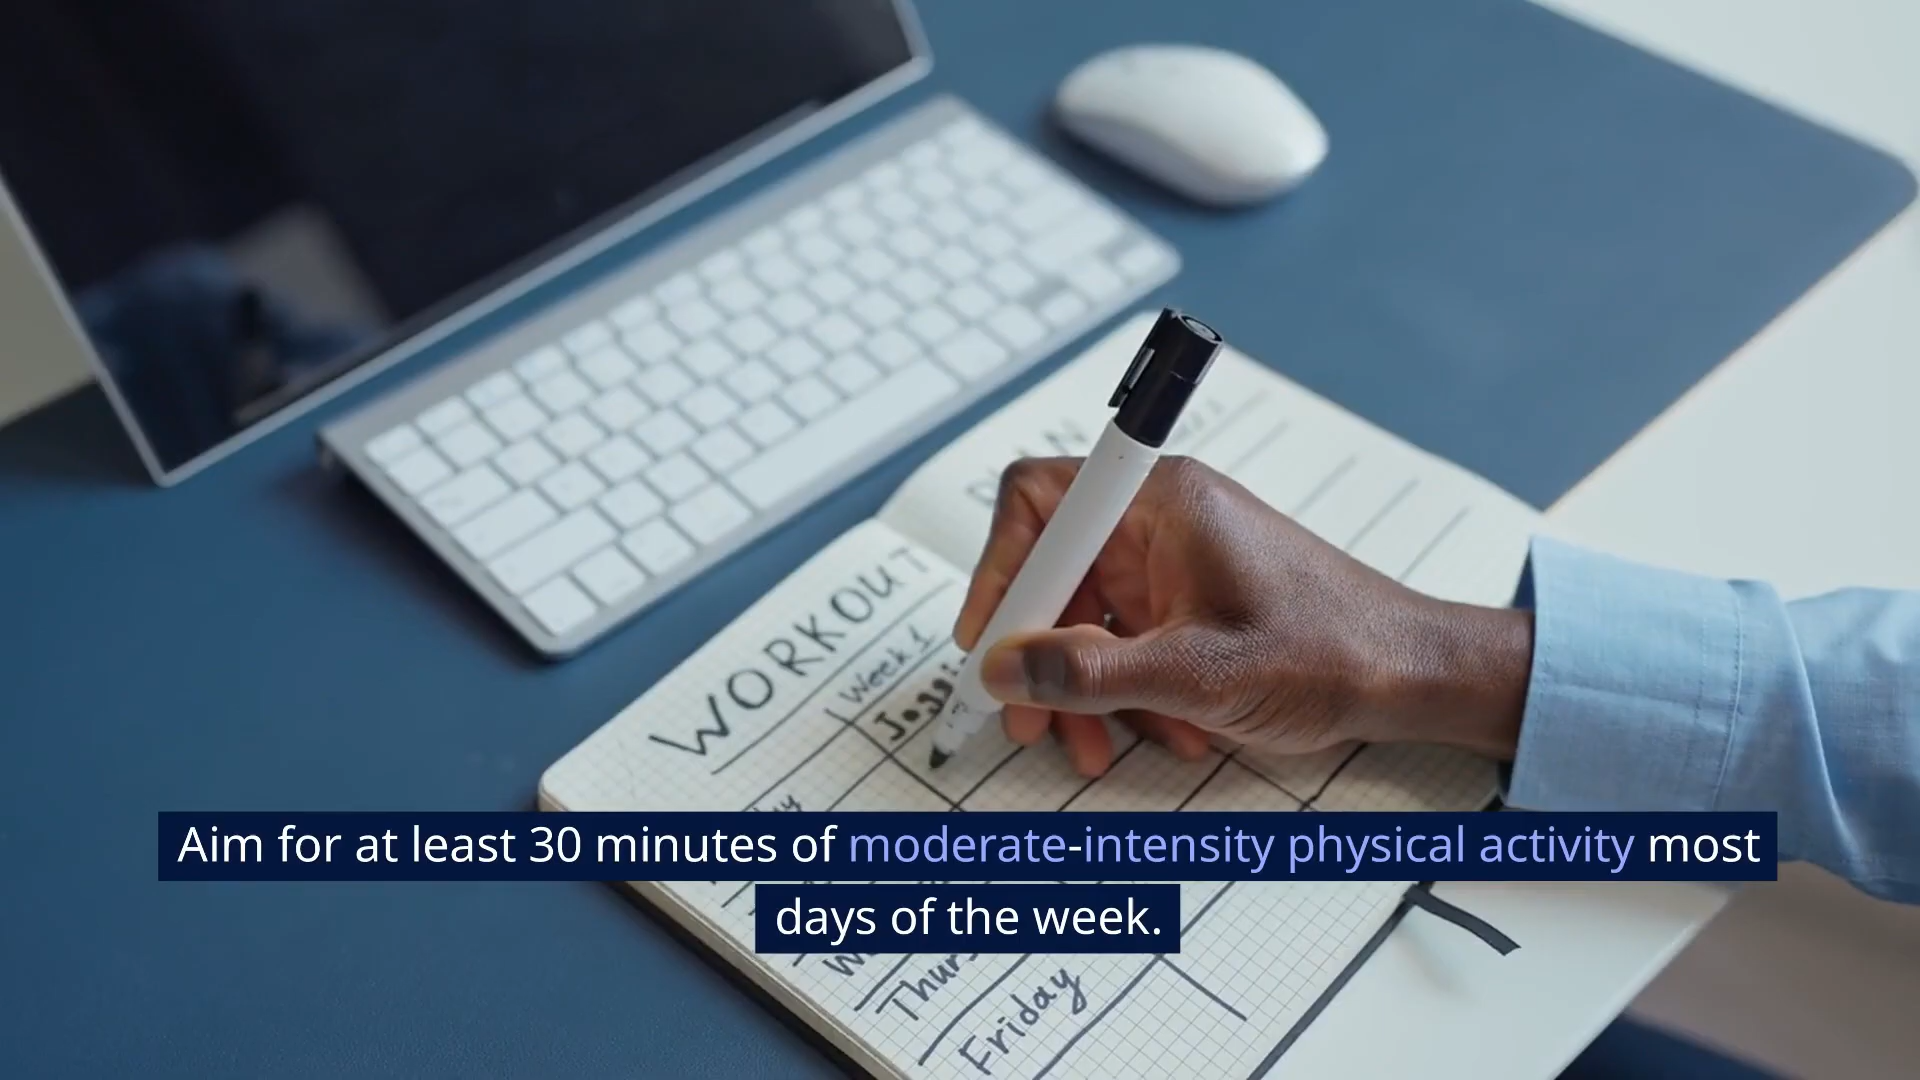 PLAN
WORKOUT
Week 1
Aim for at least 30 minutes of moderate-intensity physical activity most
days of the week.
Friday